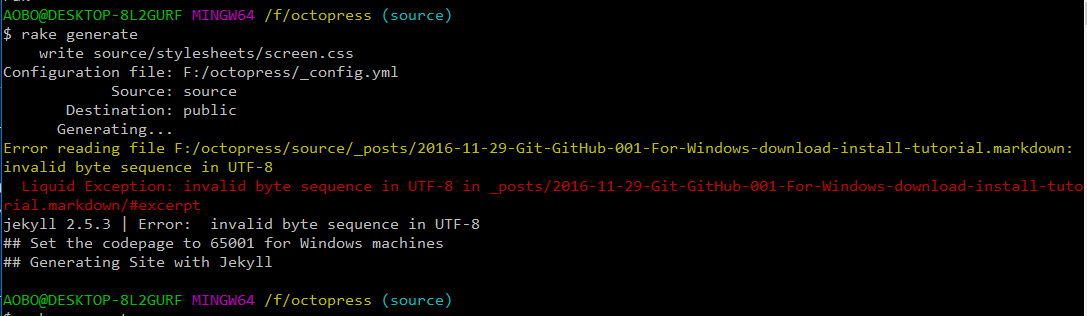 AOBO@DESKTOP-8L2GURF MINGW64 /f/octopress (source)
$ rake generate
write source/stylesheets/screen.css
Configuration file: F:/octopress/_config.yml
Source: source
Destination: public
Generating...
Error reading file F:/octopress/source/_posts/2016-11-29-Git-GitHub-001-For-Windows-download-install-tutorial.markdown:
invalid byte sequence in UTF-8
Liquid Exception: invalid byte sequence in UTF-8 in _posts/2016-11-29-Git-GitHub-001-For-Windows-download-install-tuto
rial.markdown/#excerpt
jekyll 2.5.3 | Error:  invalid byte sequence in UTF-8
## Set the codepage to 65001 for Windows machines
## Generating Site with Jekyll
AOBO@DESKTOP-8L2GURF MINGW64 /f/octopress (source)